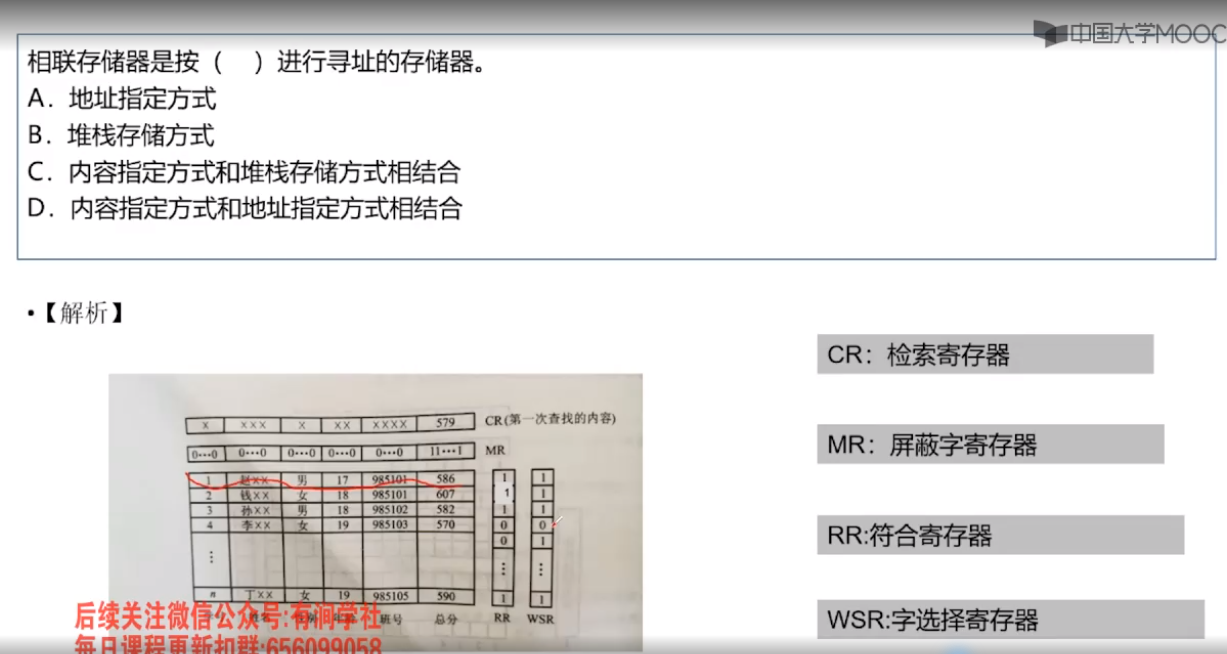 中国大学MOOC
相联存储器是按（ ）进行寻址的存储器。
A．地址指定方式
B．堆栈存储方式
C．内容指定方式和堆栈存储方式相结合
D．内容指定方式和地址指定方式相结合
•【解析】
X XXX X XX XXXX 579 CR(第一次查找的内容)
0…0 0…0 0…0 0…0 0…0 11…1 MR
1 赵XX 男 17 985101 586 1 1
2 钱XX 女 18 985101 607 1 1
3 孙XX 男 18 985102 582 1 1
4 李XX 女 19 985103 570 0 0
0 1
⋮ ⋮ ⋮
n 丁XX 女 19 985105 590 1 1
班号 总分 RR WSR
后续关注微信公众号:有涧学社
每日课程更新扣群:656099058
CR：检索寄存器
MR：屏蔽字寄存器
RR:符合寄存器
WSR:字选择寄存器